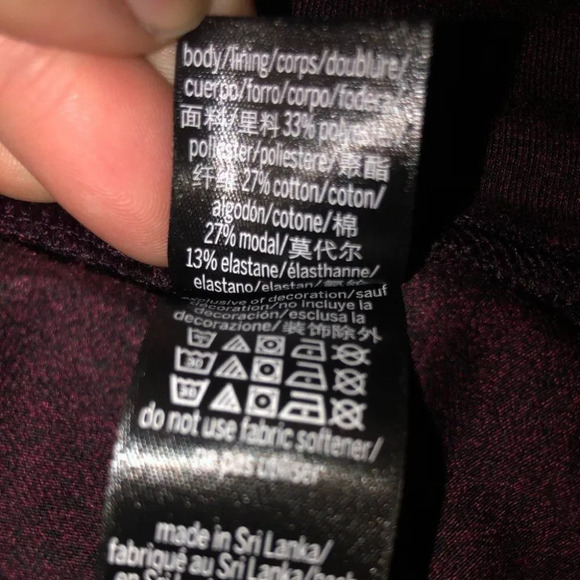 body/lining/corps/doublure/
cuerpo/forro/corpo/fodera/
面料/里料 33% polyester/
poliester/poliestere/聚酯
纤维 27% cotton/coton/
algodón/cotone/棉
27% modal/莫代尔
13% elastane/élasthanne/
elastano/elastan/
exclusive of decoration/sauf
decoration/no incluye la
decoración/esclusa la
decorazione/装饰除外
30
do not use fabric softener/
ne pas utiliser
made in Sri Lanka/
fabriqué au Sri Lanka/
en Sri